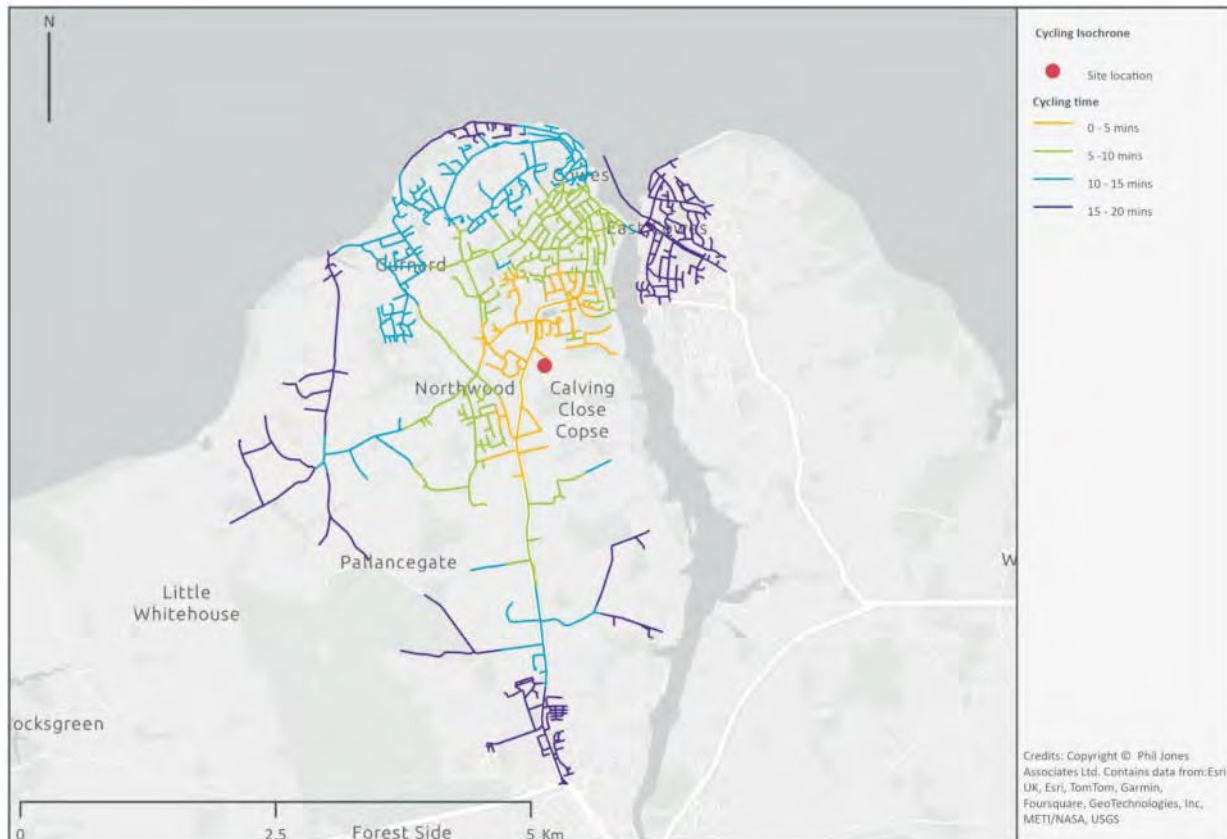 N
Cowes
East Cowes
Gurnard
Northwood
Calving
Close
Copse
Pallancegate
Little
Whitehouse
W
ocksgreen
Forest Side
0
2.5
5 Km
Cycling Isochrone
Site location
Cycling time
0 - 5 mins
5 -10 mins
10 - 15 mins
15 - 20 mins
Credits: Copyright © Phil Jones
Associates Ltd. Contains data from:Esri
UK, Esri, TomTom, Garmin,
Foursquare, GeoTechnologies, Inc,
METI/NASA, USGS